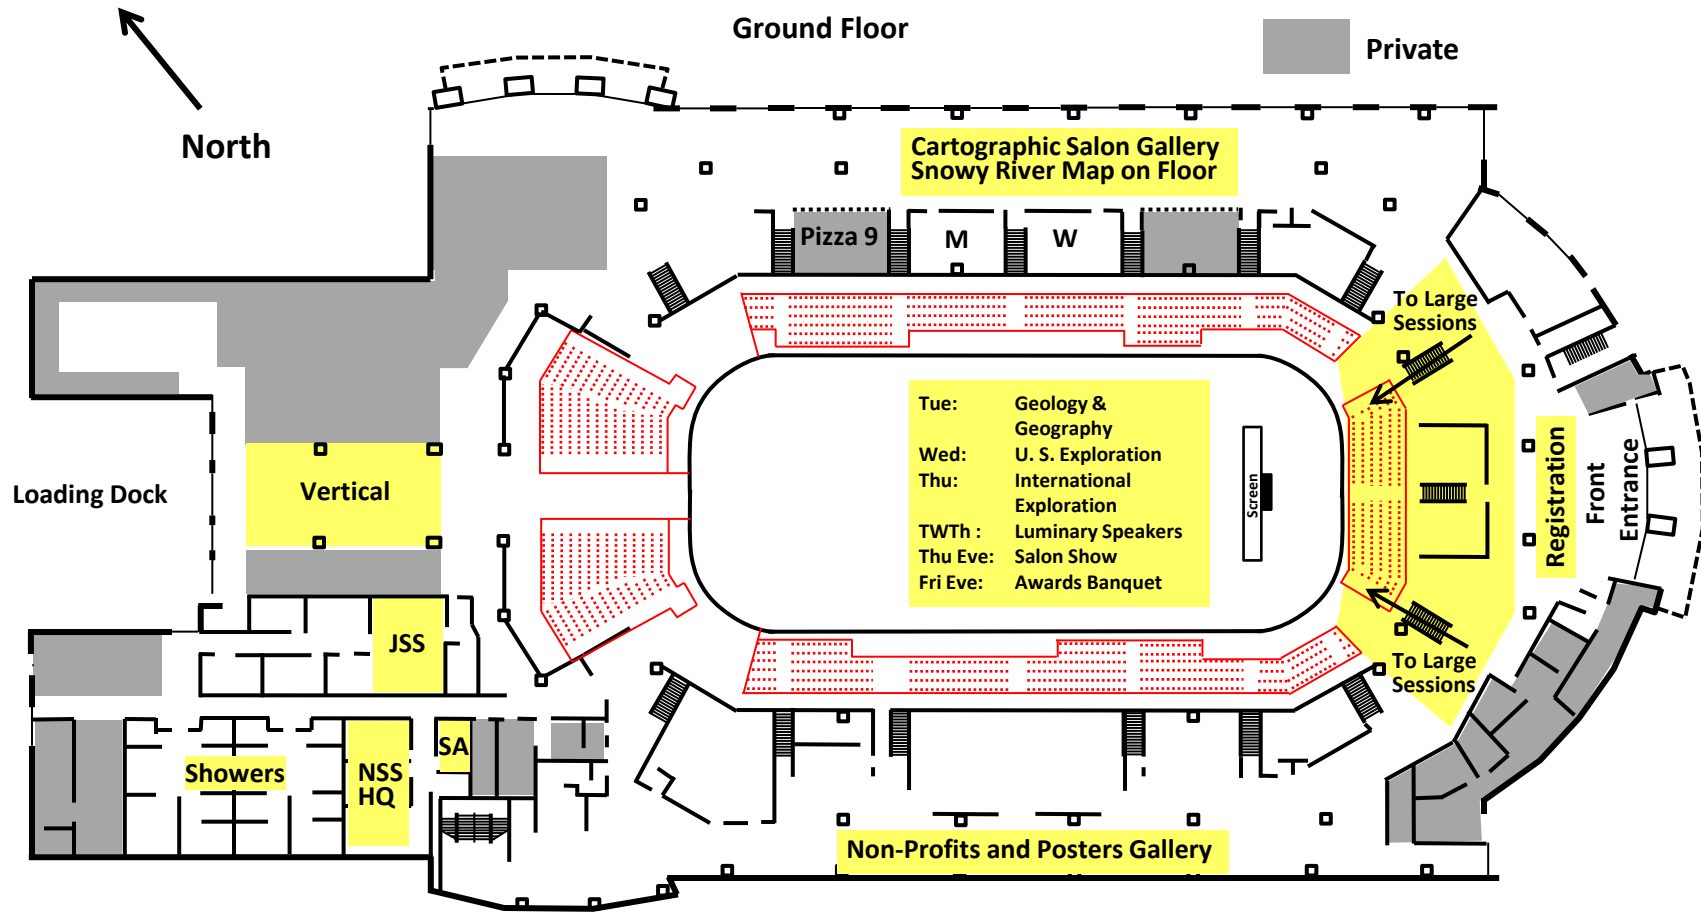 Ground Floor
Private
North
Cartographic Salon Gallery
Snowy River Map on Floor
Pizza 9
M
W
To Large
Sessions
Tue: Geology &
Geography
Wed: U. S. Exploration
Thu: International
Exploration
TWTh : Luminary Speakers
Thu Eve: Salon Show
Fri Eve: Awards Banquet
Screen
Registration
Front
Entrance
Loading Dock
Vertical
JSS
To Large
Sessions
SA
Showers
NSS
HQ
Non-Profits and Posters Gallery